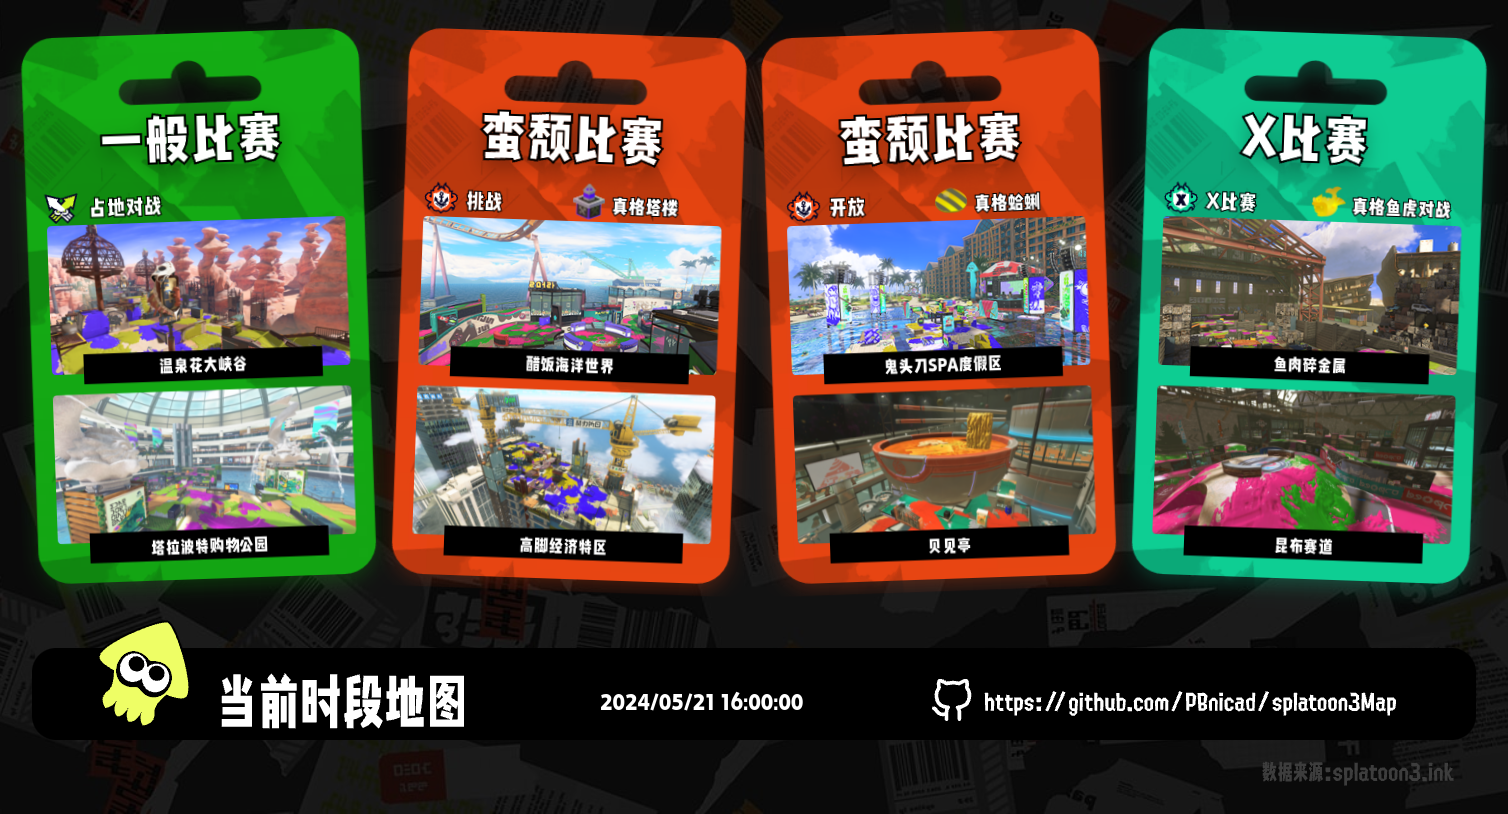 一般比赛
占地对战
温泉花大峡谷
塔拉波特购物公园
蛮颓比赛
挑战
真格塔楼
醋饭海洋世界
高脚经济特区
蛮颓比赛
开放
真格蛤蜊
鬼头刀SPA度假区
贝贝亭
X比赛
X比赛
真格鱼虎对战
鱼肉碎金属
昆布赛道
当前时段地图
2024/05/21 16:00:00
https://github.com/PBnicad/splatoon3Map
数据来源:splatoon3.ink